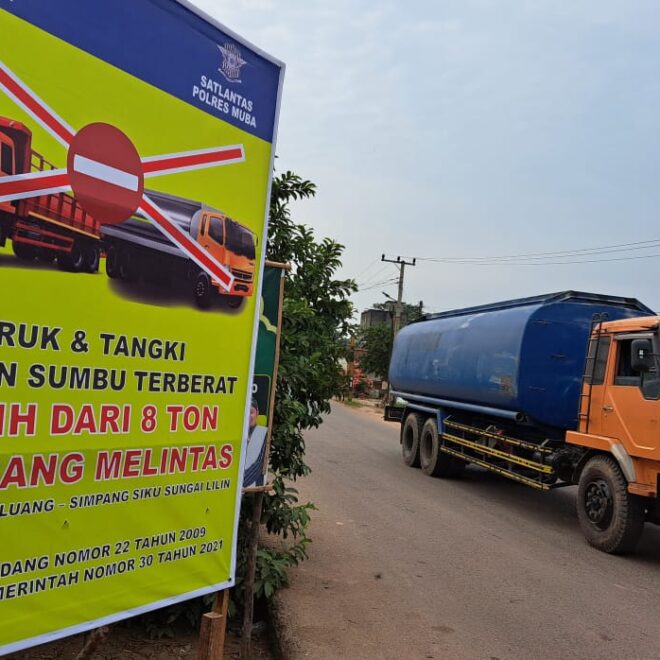 SATLANTAS
POLRES MUBA
RUK & TANGKI
N SUMBU TERBERAT
IH DARI 8 TON
ANG MELINTAS
LUANG – SIMPANG SIKU SUNGAI LILIN
DANG NOMOR 22 TAHUN 2009
MERINTAH NOMOR 30 TAHUN 2021